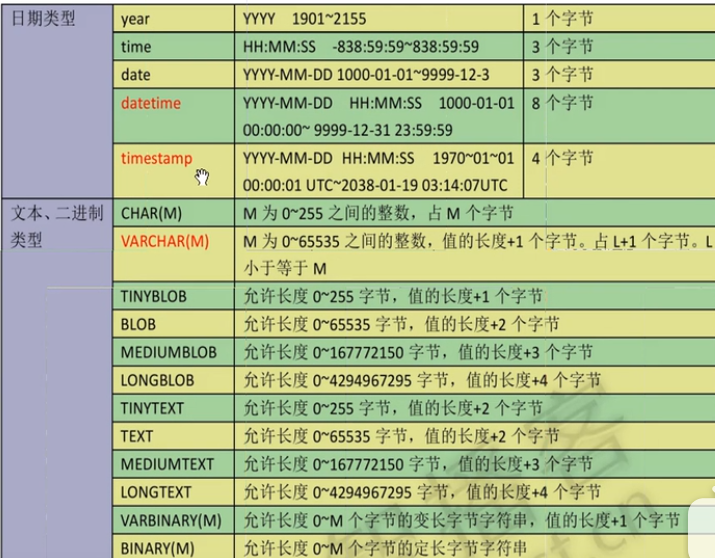 日期类型 year YYYY 1901~2155 1 个字节
time HH:MM:SS -838:59:59~838:59:59 3 个字节
date YYYY-MM-DD 1000-01-01~9999-12-3 3 个字节
datetime YYYY-MM-DD HH:MM:SS 1000-01-01 8 个字节
00:00:00~ 9999-12-31 23:59:59
timestamp YYYY-MM-DD HH:MM:SS 1970~01~01 4 个字节
00:00:01 UTC~2038-01-19 03:14:07UTC
文本、二进制 CHAR(M) M 为 0~255 之间的整数，占 M 个字节
类型 VARCHAR(M) M 为 0~65535 之间的整数，值的长度+1 个字节。占 L+1 个字节。L
小于等于 M
TINYBLOB 允许长度 0~255 字节，值的长度+1 个字节
BLOB 允许长度 0~65535 字节，值的长度+2 个字节
MEDIUMBLOB 允许长度 0~167772150 字节，值的长度+3 个字节
LONGBLOB 允许长度 0~4294967295 字节，值的长度+4 个字节
TINYTEXT 允许长度 0~255 字节，值的长度+2 个字节
TEXT 允许长度 0~65535 字节，值的长度+2 个字节
MEDIUMTEXT 允许长度 0~167772150 字节，值的长度+3 个字节
LONGTEXT 允许长度 0~4294967295 字节，值的长度+4 个字节
VARBINARY(M) 允许长度 0~M 个字节的变长字节字符串，值的长度+1 个字节
BINARY(M) 允许长度 0~M 个字节的定长字节字符串